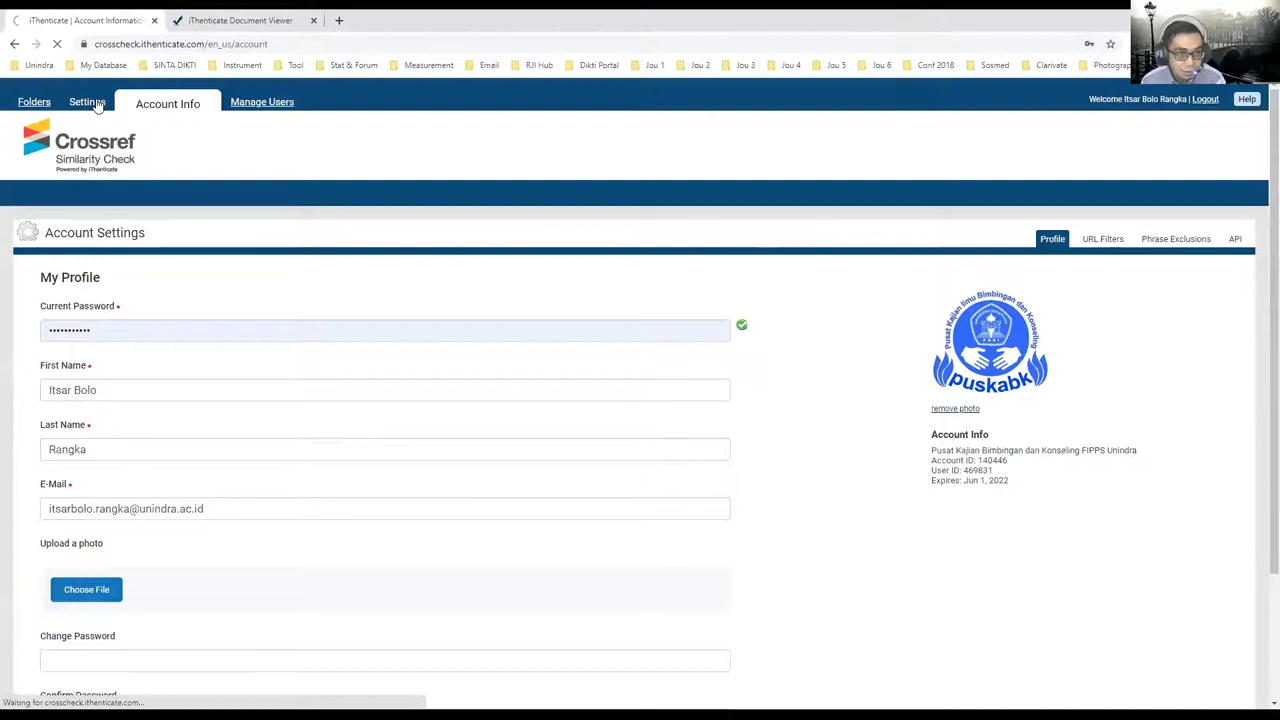 iThenticate | Account Informatio
iThenticate Document Viewer
crosscheck.ithenticate.com/en_us/account
Unindra My Database SINTA DIKTI Instrument Tool Stat & Forum Measurement Email RJI Hub Dikti Portal Jou 1 Jou 2 Jou 3 Jou 4 Jou 5 Jou 6 Conf 2018 Sosmed Clarivate Photograp
Folders Settings Account Info Manage Users
Welcome Itsar Bolo Rangka | Logout Help
Crossref
Similarity Check
Powered by iThenticate
Account Settings
Profile URL Filters Phrase Exclusions API
My Profile
Current Password
•••••••••••
First Name
Itsar Bolo
Last Name
Rangka
E-Mail
itsarbolo.rangka@unindra.ac.id
Upload a photo
Choose File
Change Password
Confirm Password
Pusat Kajian Ilmu Bimbingan dan Konseling
puskabk
remove photo
Account Info
Pusat Kajian Bimbingan dan Konseling FIPPS Unindra
Account ID: 140446
User ID: 469831
Expires: Jun 1, 2022
Waiting for crosscheck.ithenticate.com...